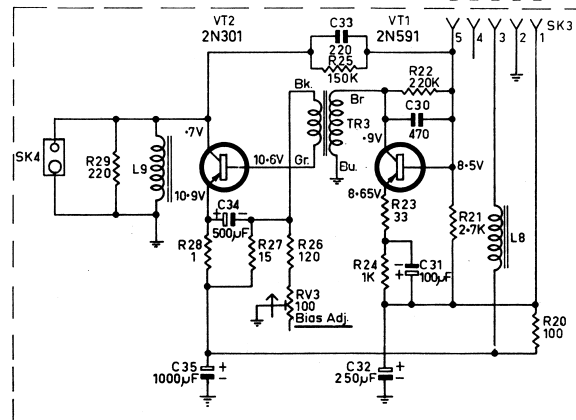 VT2
2N301
C33
220
R25
150K
VT1
2N591
SK3
5
4
3
2
1
R22
220K
Bk.
Br
TR3
C30
470
·7V
·9V
SK4
R29
220
L9
10·6V
Gr.
Bu.
8·5V
10·9V
8·65V
C34
+
-
500µF
R23
33
R21
2·7K
L8
R28
1
R27
15
R26
120
R24
1K
-
+
C31
100µF
RV3
100
Bias Adj.
R20
100
C35
1000µF
+
-
C32
250µF
+
-